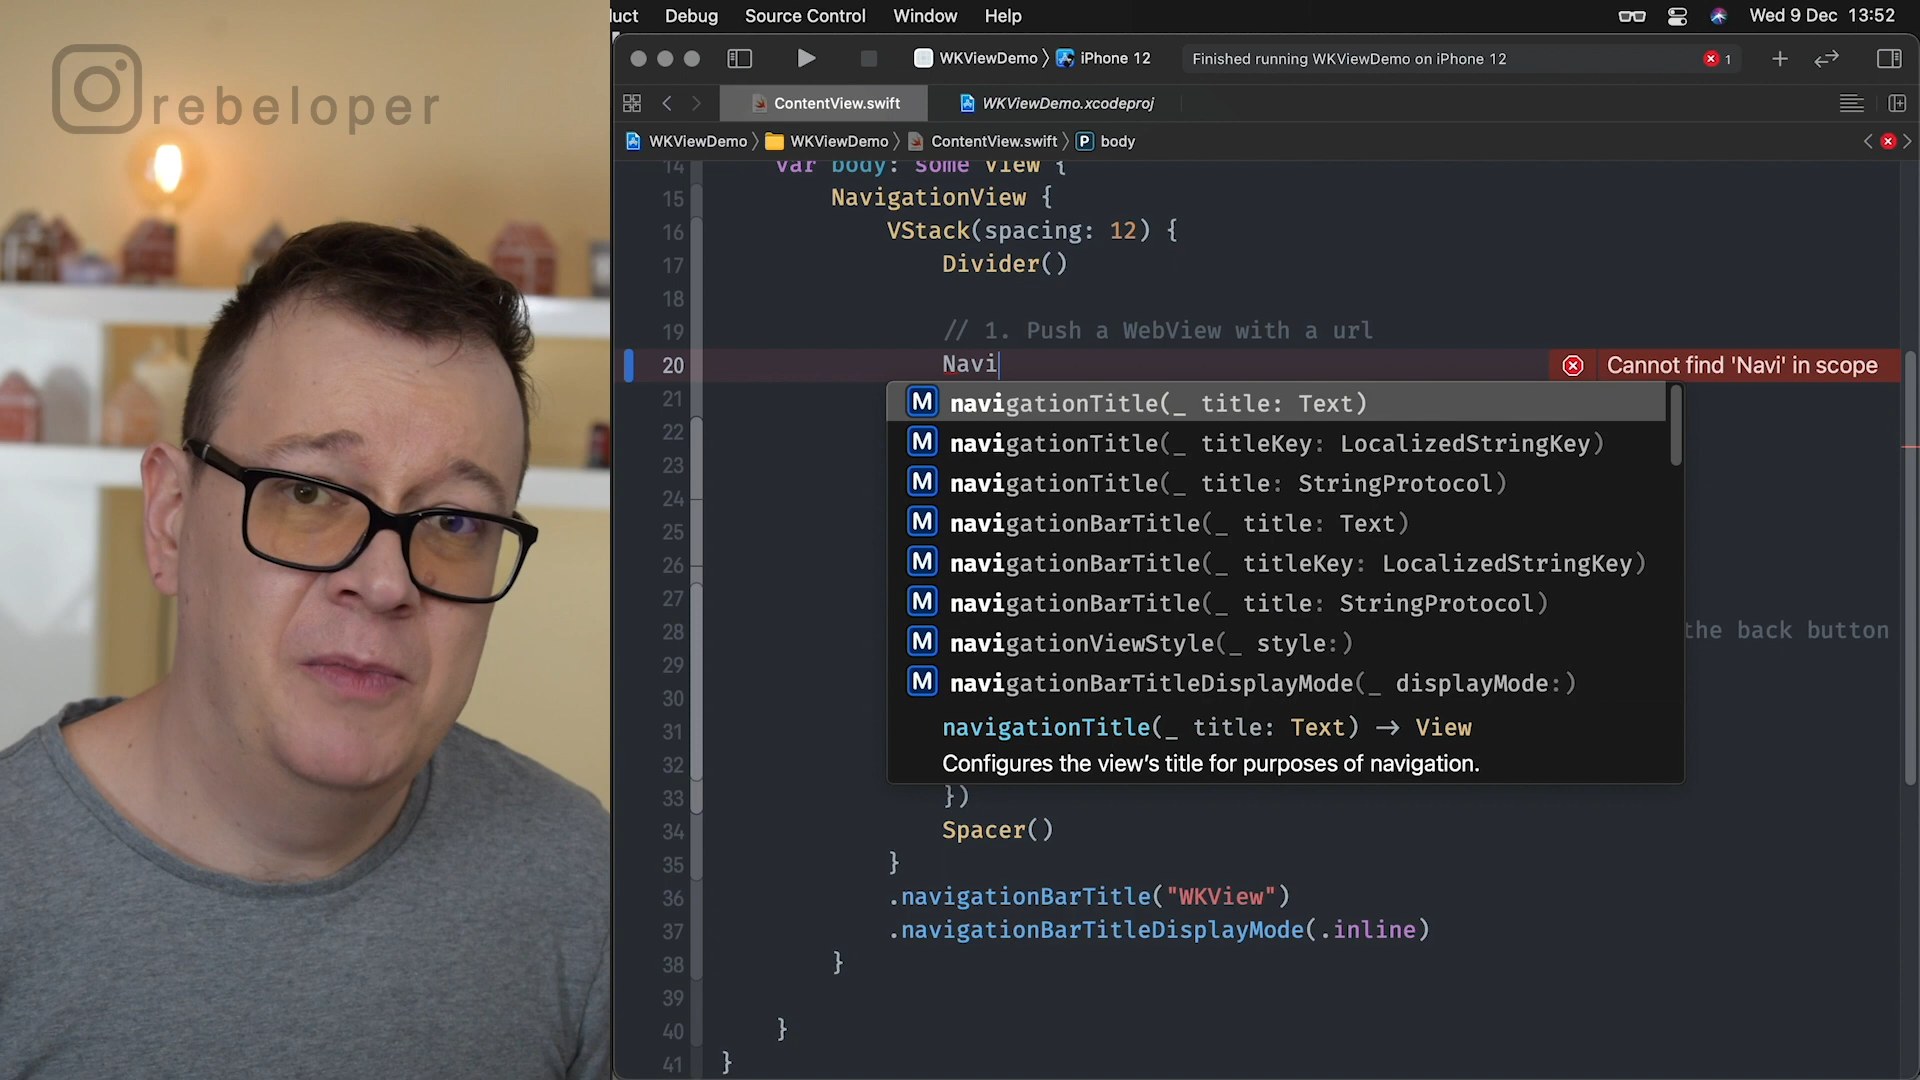 uct Debug Source Control Window Help Wed 9 Dec 13:52
@rebeloper
WKViewDemo iPhone 12 Finished running WKViewDemo on iPhone 12 1
ContentView.swift WKViewDemo.xcodeproj
WKViewDemo WKViewDemo ContentView.swift P body
14 var body: some View {
15 NavigationView {
16 VStack(spacing: 12) {
17 Divider()
18
19 // 1. Push a WebView with a url
20 Navi Cannot find 'Navi' in scope
21
M navigationTitle(_ title: Text)
22
M navigationTitle(_ titleKey: LocalizedStringKey)
23
M navigationTitle(_ title: StringProtocol)
24
M navigationBarTitle(_ title: Text)
25
M navigationBarTitle(_ titleKey: LocalizedStringKey)
26
M navigationBarTitle(_ title: StringProtocol)
27
28 the back button
M navigationViewStyle(_ style:)
29
M navigationBarTitleDisplayMode(_ displayMode:)
30
31 navigationTitle(_ title: Text) → View
32 Configures the view's title for purposes of navigation.
33 })
34 Spacer()
35 }
36 .navigationBarTitle("WKView")
37 .navigationBarTitleDisplayMode(.inline)
38 }
39
40 }
41 }